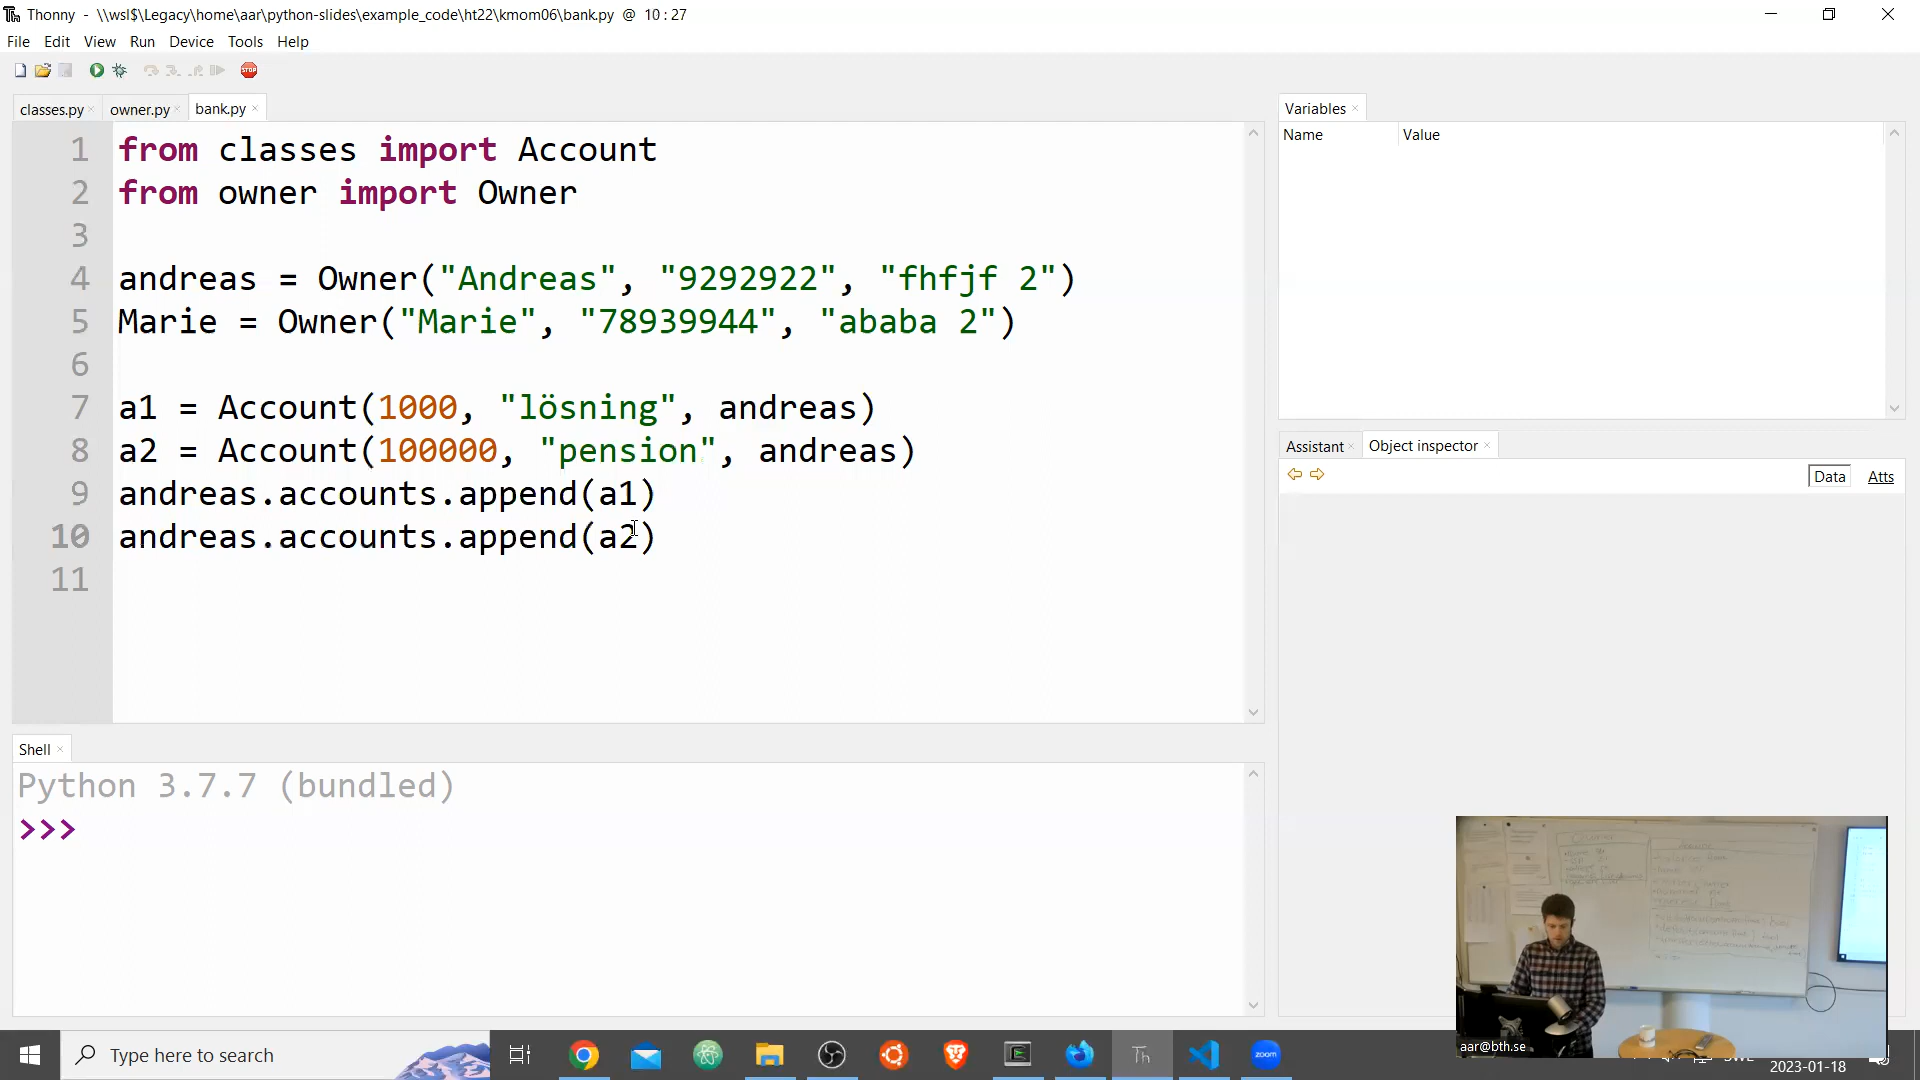 Thonny - \\wsl$\Legacy\home\aar\python-slides\example_code\ht22\kmom06\bank.py @ 10 : 27
File Edit View Run Device Tools Help
STOP
classes.py owner.py bank.py
1 from classes import Account
2 from owner import Owner
3
4 andreas = Owner("Andreas", "9292922", "fhfjf 2")
5 Marie = Owner("Marie", "78939944", "ababa 2")
6
7 a1 = Account(1000, "lösning", andreas)
8 a2 = Account(100000, "pension", andreas)
9 andreas.accounts.append(a1)
10 andreas.accounts.append(a2)
11
Shell
Python 3.7.7 (bundled)
>>>
Variables
Name Value
Assistant Object inspector
Data Atts
aar@bth.se
Type here to search
Th
zoom
2023-01-18